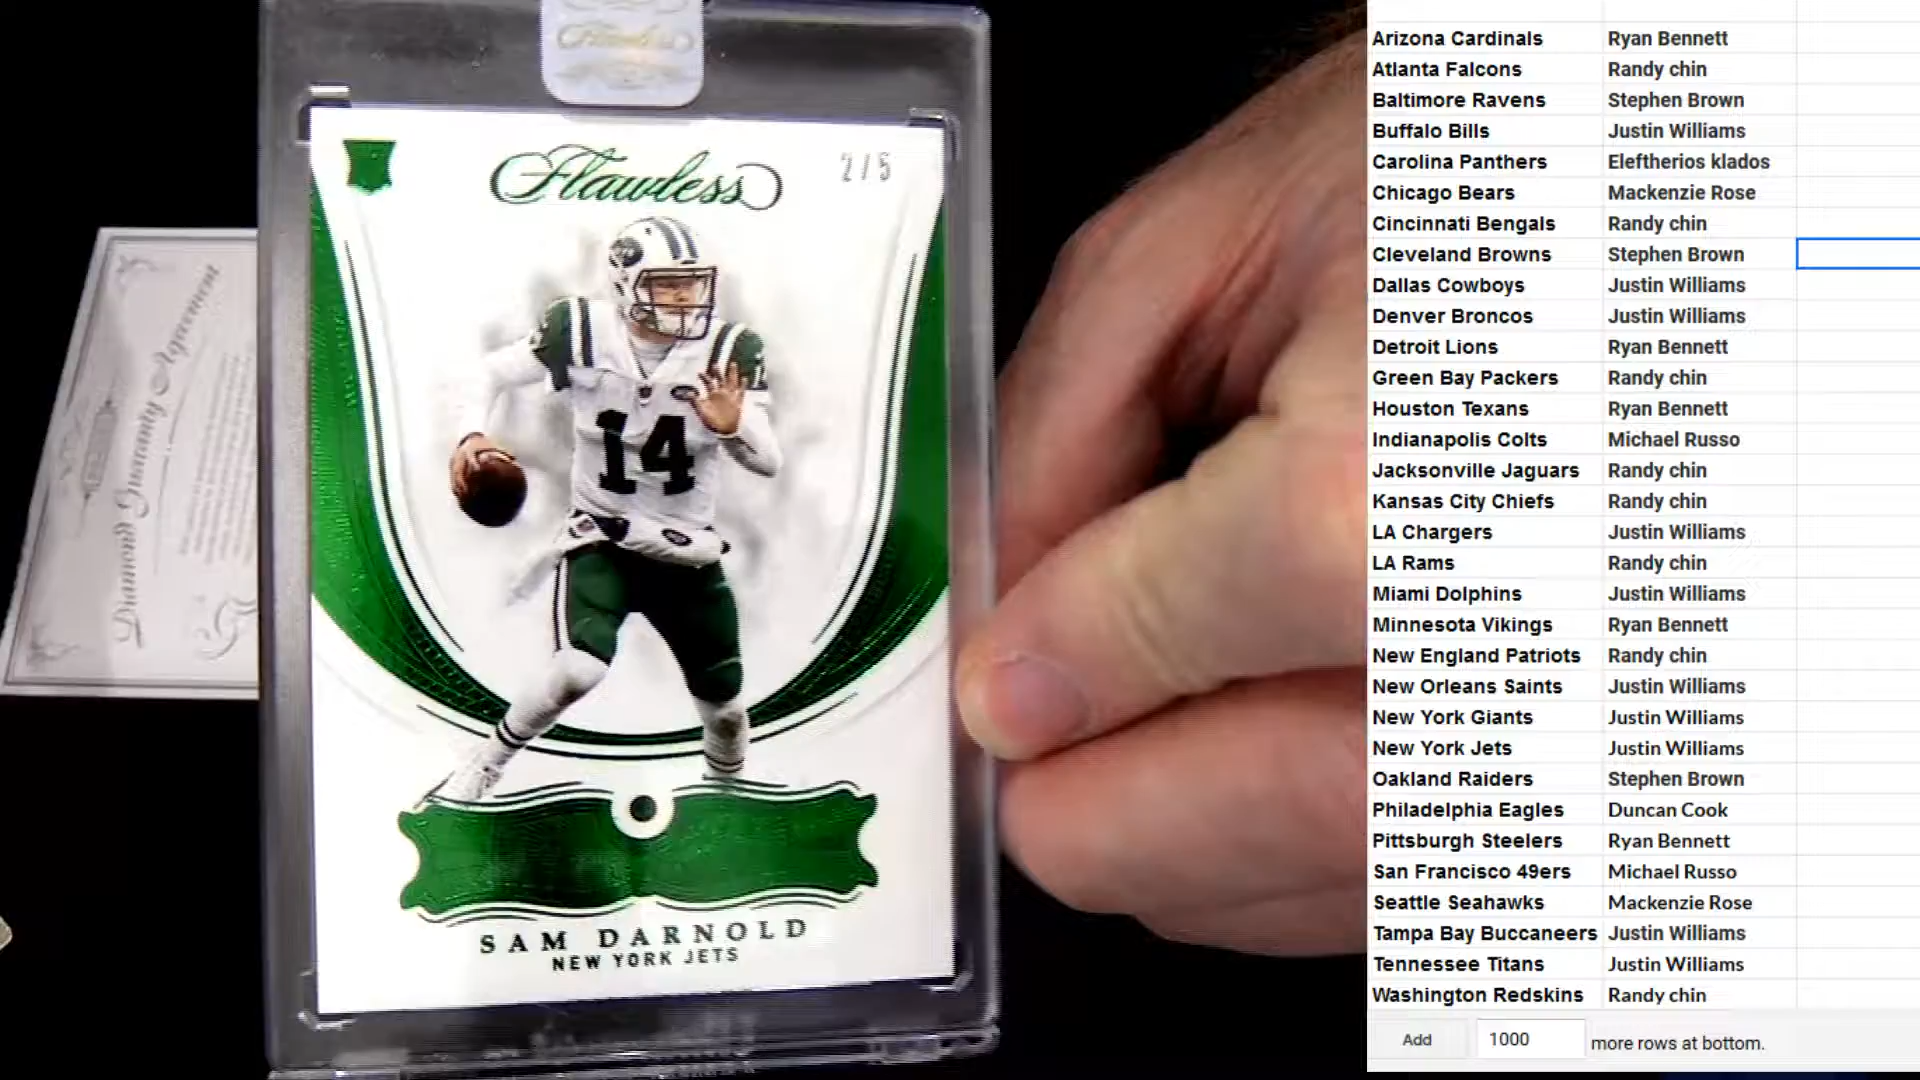 Flawless
Flawless
2/5
14
SAM DARNOLD
NEW YORK JETS
Diamond Guaranty Agreement
Arizona Cardinals Ryan Bennett
Atlanta Falcons Randy chin
Baltimore Ravens Stephen Brown
Buffalo Bills Justin Williams
Carolina Panthers Eleftherios klados
Chicago Bears Mackenzie Rose
Cincinnati Bengals Randy chin
Cleveland Browns Stephen Brown
Dallas Cowboys Justin Williams
Denver Broncos Justin Williams
Detroit Lions Ryan Bennett
Green Bay Packers Randy chin
Houston Texans Ryan Bennett
Indianapolis Colts Michael Russo
Jacksonville Jaguars Randy chin
Kansas City Chiefs Randy chin
LA Chargers Justin Williams
LA Rams Randy chin
Miami Dolphins Justin Williams
Minnesota Vikings Ryan Bennett
New England Patriots Randy chin
New Orleans Saints Justin Williams
New York Giants Justin Williams
New York Jets Justin Williams
Oakland Raiders Stephen Brown
Philadelphia Eagles Duncan Cook
Pittsburgh Steelers Ryan Bennett
San Francisco 49ers Michael Russo
Seattle Seahawks Mackenzie Rose
Tampa Bay Buccaneers Justin Williams
Tennessee Titans Justin Williams
Washington Redskins Randy chin
Add 1000 more rows at bottom.